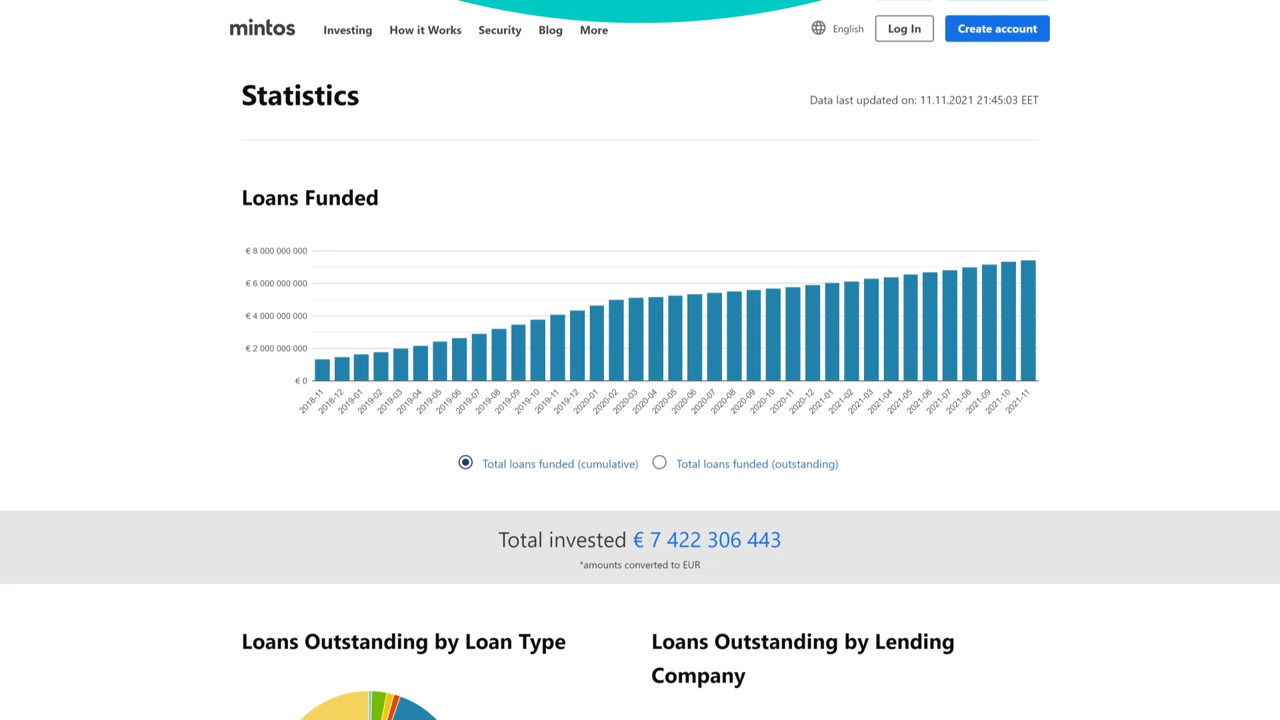 mintos
Investing How it Works Security Blog More
English Log In Create account
Statistics
Data last updated on: 11.11.2021 21:45:03 EET
Loans Funded
€ 8 000 000 000
€ 6 000 000 000
€ 4 000 000 000
€ 2 000 000 000
€ 0
2018-11 2018-12 2019-01 2019-02 2019-03 2019-04 2019-05 2019-06 2019-07 2019-08 2019-09 2019-10 2019-11 2019-12 2020-01 2020-02 2020-03 2020-04 2020-05 2020-06 2020-07 2020-08 2020-09 2020-10 2020-11 2020-12 2021-01 2021-02 2021-03 2021-04 2021-05 2021-06 2021-07 2021-08 2021-09 2021-10 2021-11
Total loans funded (cumulative) Total loans funded (outstanding)
Total invested € 7 422 306 443
*amounts converted to EUR
Loans Outstanding by Loan Type
Loans Outstanding by Lending
Company